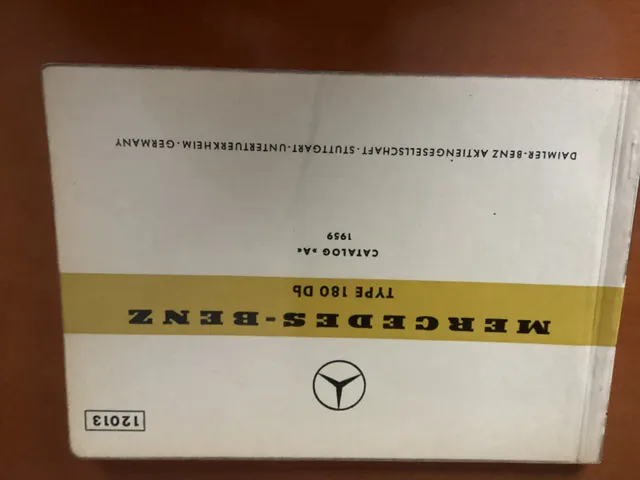 12013
MERCEDES-BENZ
TYPE 180 Db
CATALOG »A«
1959
DAIMLER-BENZ AKTIENGESELLSCHAFT · STUTTGART-UNTERTUERKHEIM · GERMANY